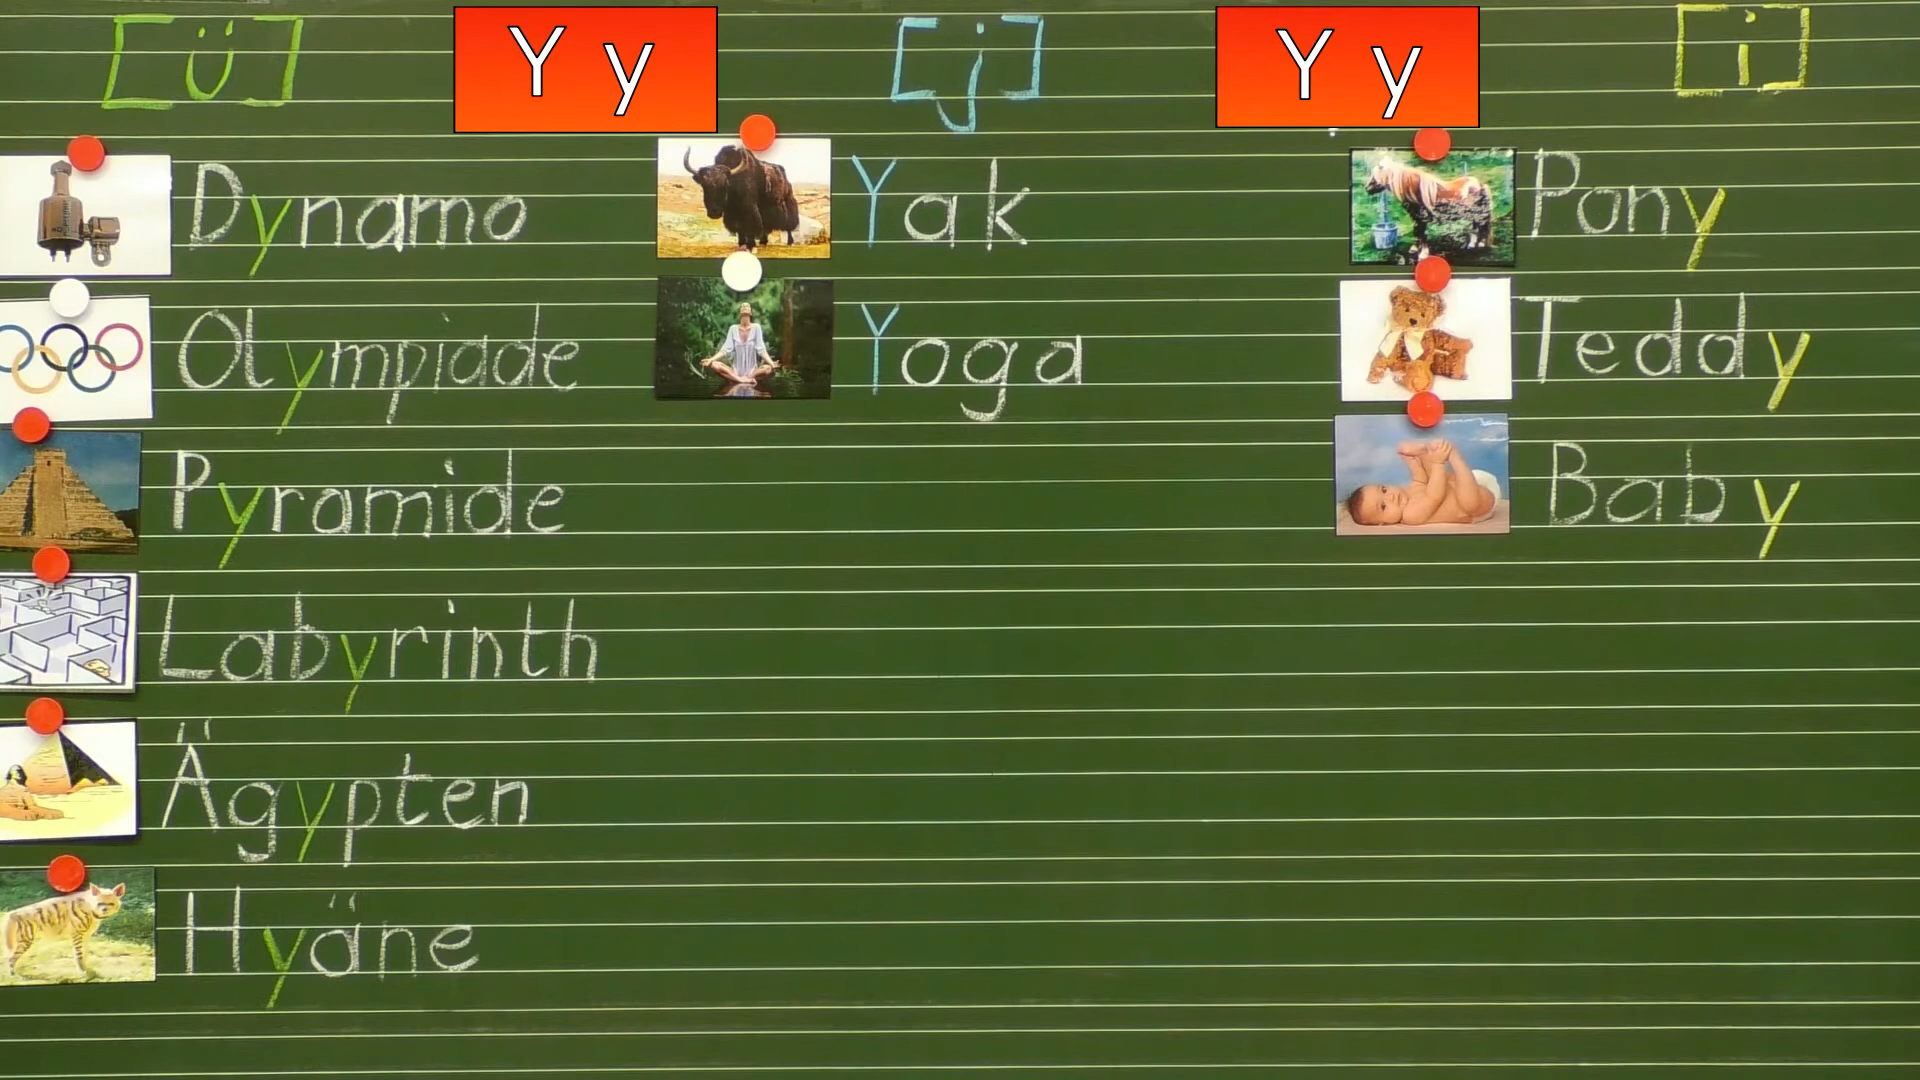 [ü] Y y [j] Y y [i]
Dynamo Yak Pony
Olympiade Yoga Teddy
Pyramide Baby
Labyrinth
Ägypten
Hyäne